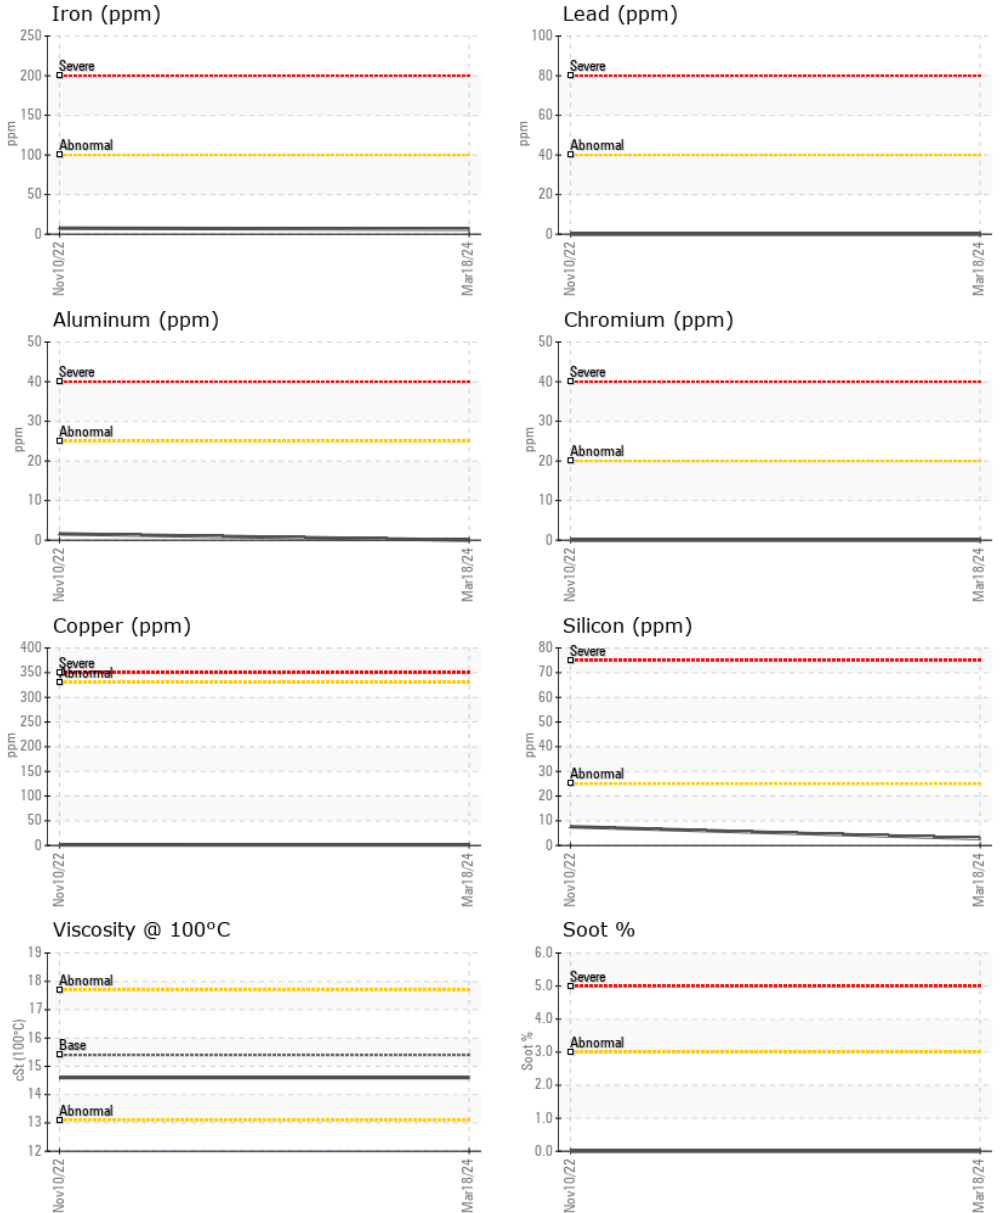 Iron (ppm)
250
200
150
100
50
0
ppm
Severe
Abnormal
Nov10/22
Mar18/24
Lead (ppm)
100
80
60
40
20
0
ppm
Severe
Abnormal
Nov10/22
Mar18/24
Aluminum (ppm)
50
40
30
20
10
0
ppm
Severe
Abnormal
Nov10/22
Mar18/24
Chromium (ppm)
50
40
30
20
10
0
ppm
Severe
Abnormal
Nov10/22
Mar18/24
Copper (ppm)
400
350
300
250
200
150
100
50
0
ppm
Severe
Abnormal
Nov10/22
Mar18/24
Silicon (ppm)
80
70
60
50
40
30
20
10
0
ppm
Severe
Abnormal
Nov10/22
Mar18/24
Viscosity @ 100°C
19
18
17
16
15
14
13
12
cSt (100°C)
Abnormal
Base
Abnormal
Nov10/22
Mar18/24
Soot %
6.0
5.0
4.0
3.0
2.0
1.0
0.0
Soot %
Severe
Abnormal
Nov10/22
Mar18/24